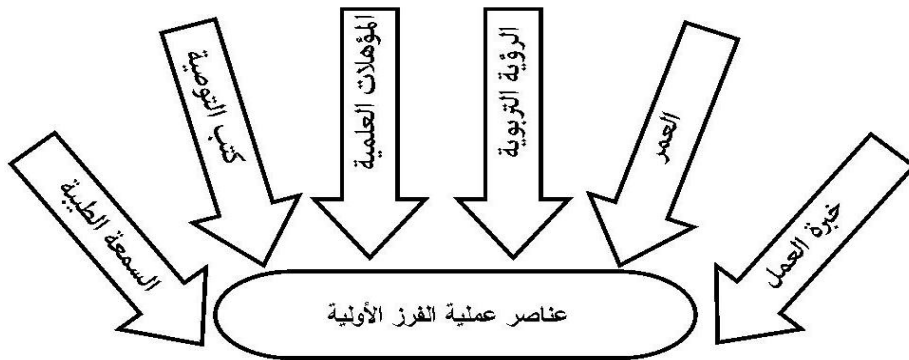 خبرة العمل
العمر
الرؤية التربوية
المؤهلات العلمية
كتب التوصية
السمعة الطيبة
عناصر عملية الفرز الأولية